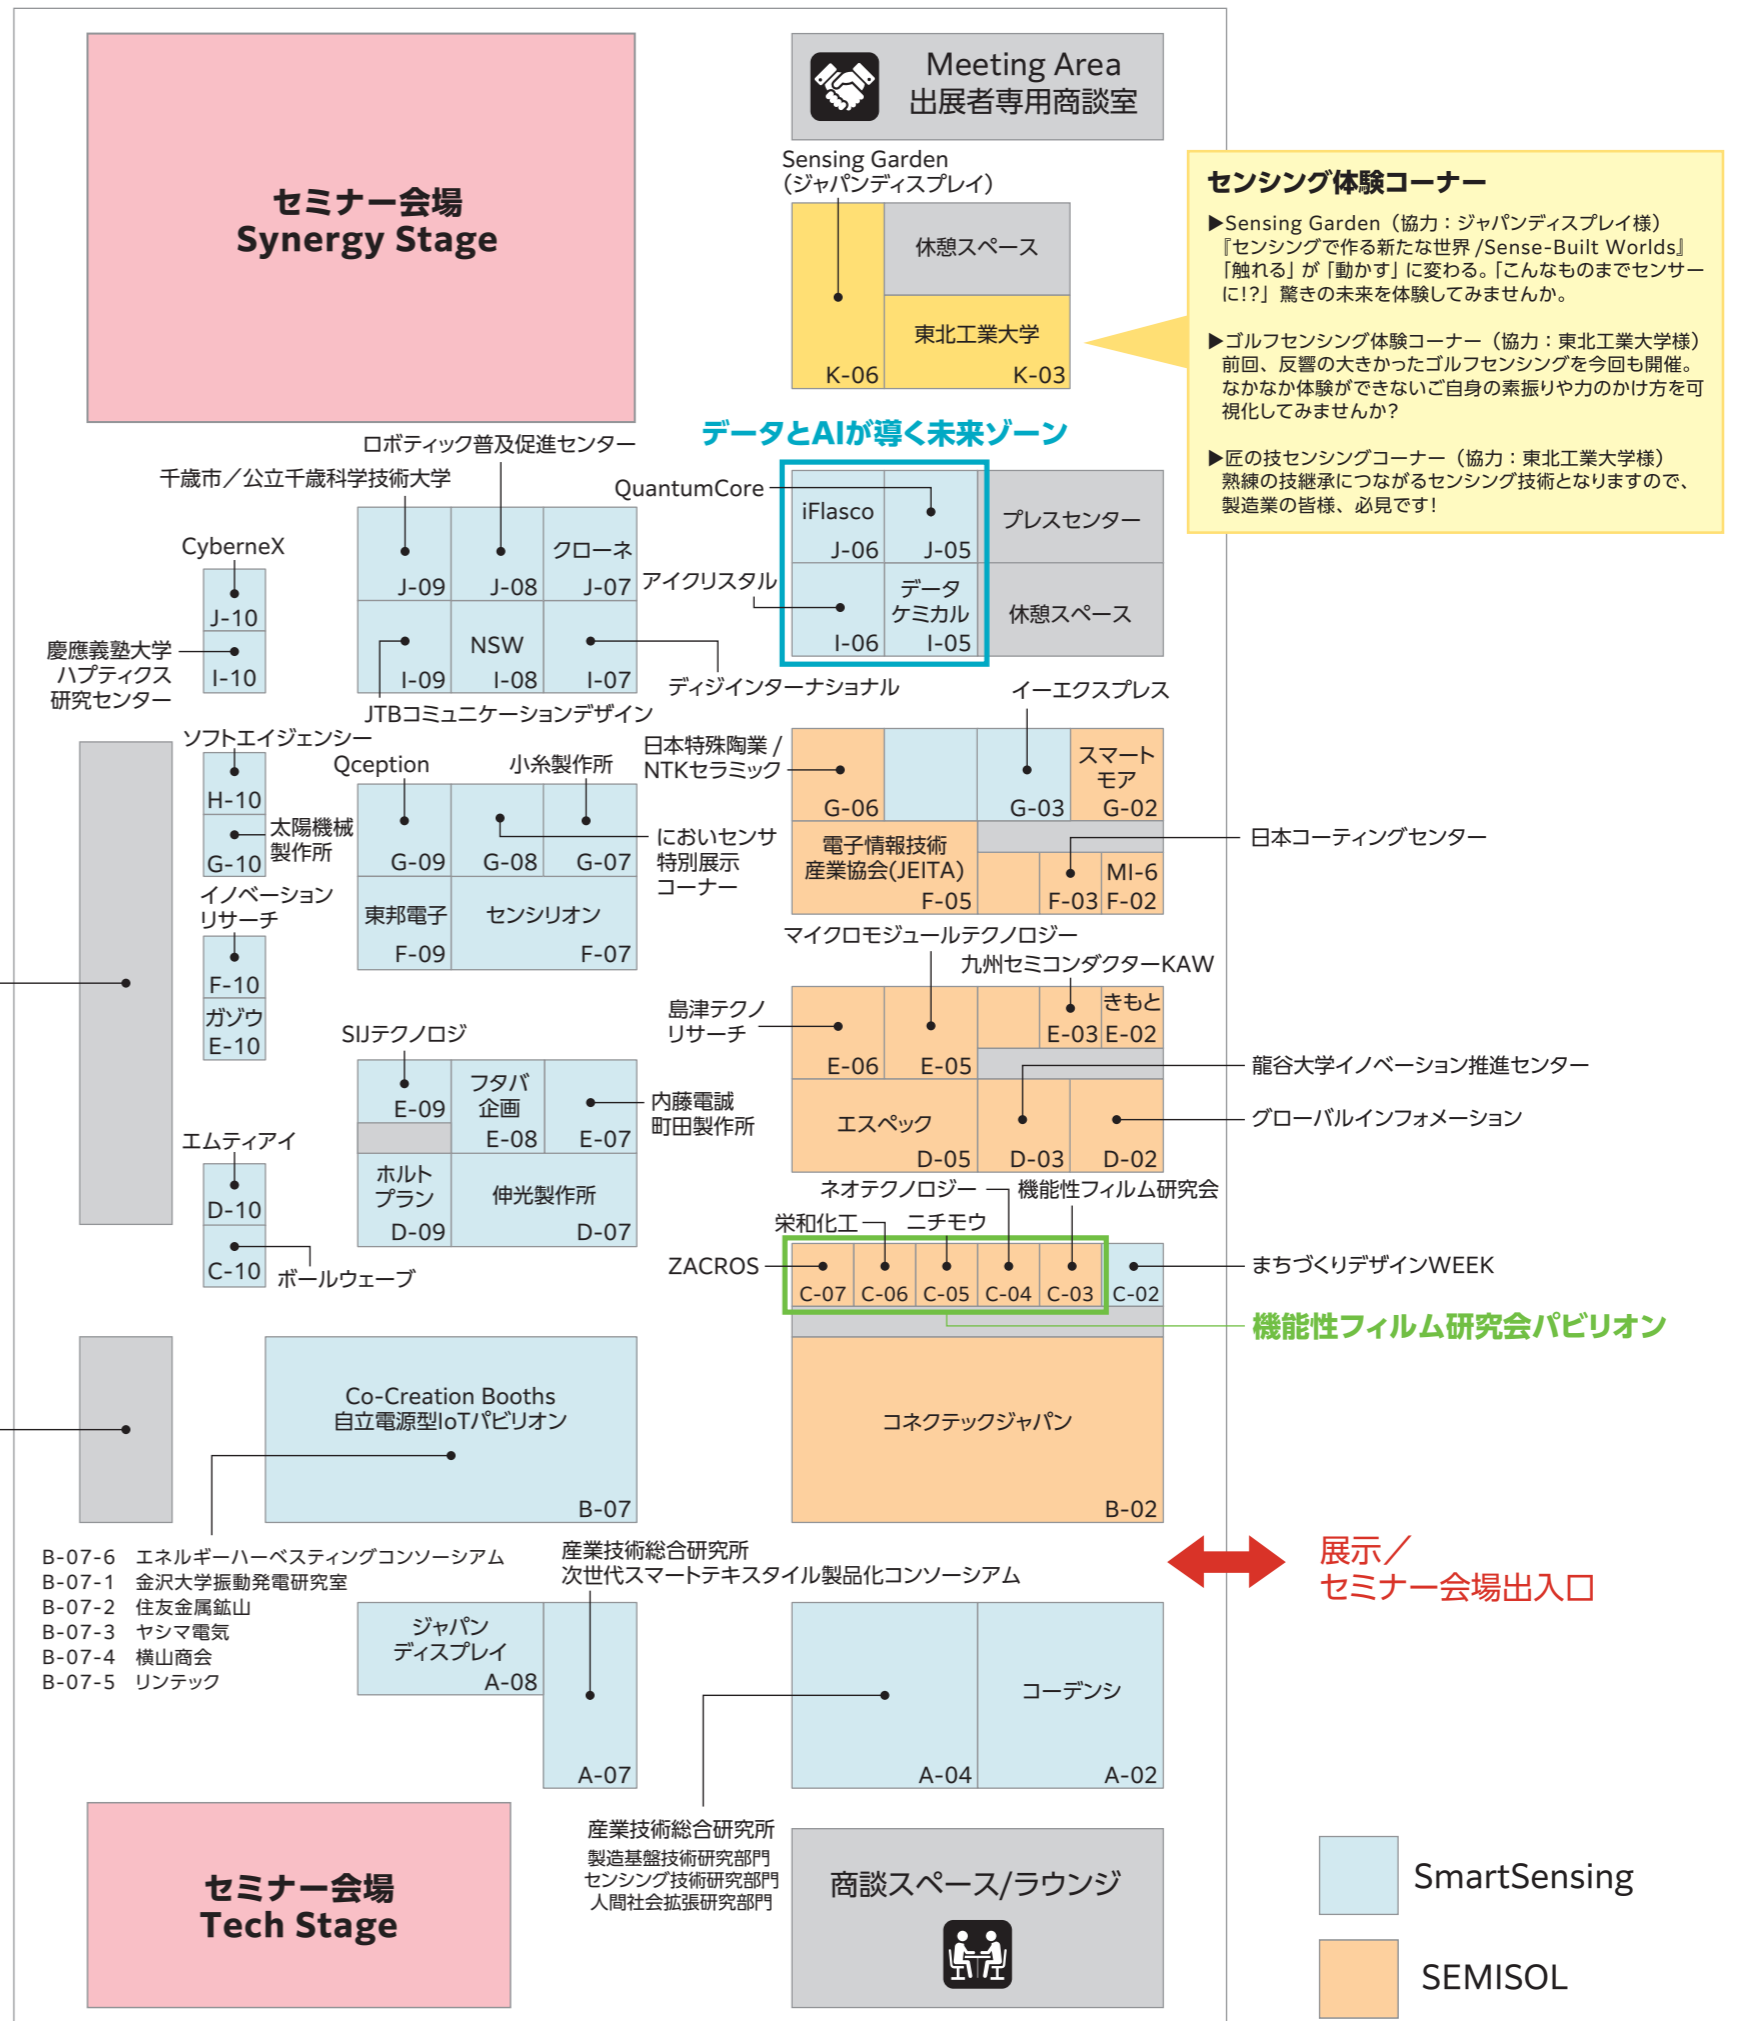 セミナー会場
Synergy Stage
Meeting Area
出展者専用商談室
Sensing Garden
（ジャパンディスプレイ）
休憩スペース
東北工業大学
K-06
K-03
センシング体験コーナー
▶Sensing Garden（協力：ジャパンディスプレイ様）
『センシングで作る新たな世界/Sense-Built Worlds』
「触れる」が「動かす」に変わる。「こんなものまでセンサー
に!?」驚きの未来を体験してみませんか。
▶ゴルフセンシング体験コーナー（協力：東北工業大学様）
前回、反響の大きかったゴルフセンシングを今回も開催。
なかなか体験ができないご自身の素振りや力のかけ方を可
視化してみませんか？
▶匠の技センシングコーナー（協力：東北工業大学様）
熟練の技継承につながるセンシング技術となりますので、
製造業の皆様、必見です！
データとAIが導く未来ゾーン
ロボティック普及促進センター
千歳市／公立千歳科学技術大学
QuantumCore
iFlasco
J-06
J-05
プレスセンター
CyberneX
J-10
クローネ
J-09
J-08
J-07
アイクリスタル
データ
ケミカル
I-06
I-05
休憩スペース
慶應義塾大学
ハプティクス
研究センター
I-10
NSW
I-09
I-08
I-07
ディジインターナショナル
JTBコミュニケーションデザイン
イーエクスプレス
ソフトエイジェンシー
H-10
太陽機械
製作所
G-10
Qception
小糸製作所
G-09
G-08
G-07
においセンサ
特別展示
コーナー
日本特殊陶業/
NTKセラミック
G-06
G-03
スマート
モア
G-02
電子情報技術
産業協会(JEITA)
F-05
日本コーティングセンター
F-03
MI-6
F-02
イノベーション
リサーチ
F-10
ガゾウ
E-10
東邦電子
F-09
センシリオン
F-07
マイクロモジュールテクノロジー
九州セミコンダクターKAW
島津テクノ
リサーチ
E-06
E-05
E-03
きもと
E-02
SIJテクノロジ
E-09
フタバ
企画
E-08
E-07
内藤電誠
町田製作所
龍谷大学イノベーション推進センター
エスペック
D-05
D-03
D-02
グローバルインフォメーション
エムティアイ
D-10
C-10
ボールウェーブ
ホルト
プラン
D-09
伸光製作所
D-07
ネオテクノロジー
機能性フィルム研究会
栄和化工
ニチモウ
ZACROS
C-07
C-06
C-05
C-04
C-03
C-02
まちづくりデザインWEEK
機能性フィルム研究会パビリオン
Co-Creation Booths
自立電源型IoTパビリオン
B-07
コネクテックジャパン
B-02
B-07-6 エネルギーハーベスティングコンソーシアム
B-07-1 金沢大学振動発電研究室
B-07-2 住友金属鉱山
B-07-3 ヤシマ電気
B-07-4 横山商会
B-07-5 リンテック
産業技術総合研究所
次世代スマートテキスタイル製品化コンソーシアム
展示／
セミナー会場出入口
ジャパン
ディスプレイ
A-08
A-07
A-04
コーデンシ
A-02
産業技術総合研究所
製造基盤技術研究部門
センシング技術研究部門
人間社会拡張研究部門
セミナー会場
Tech Stage
商談スペース/ラウンジ
SmartSensing
SEMISOL